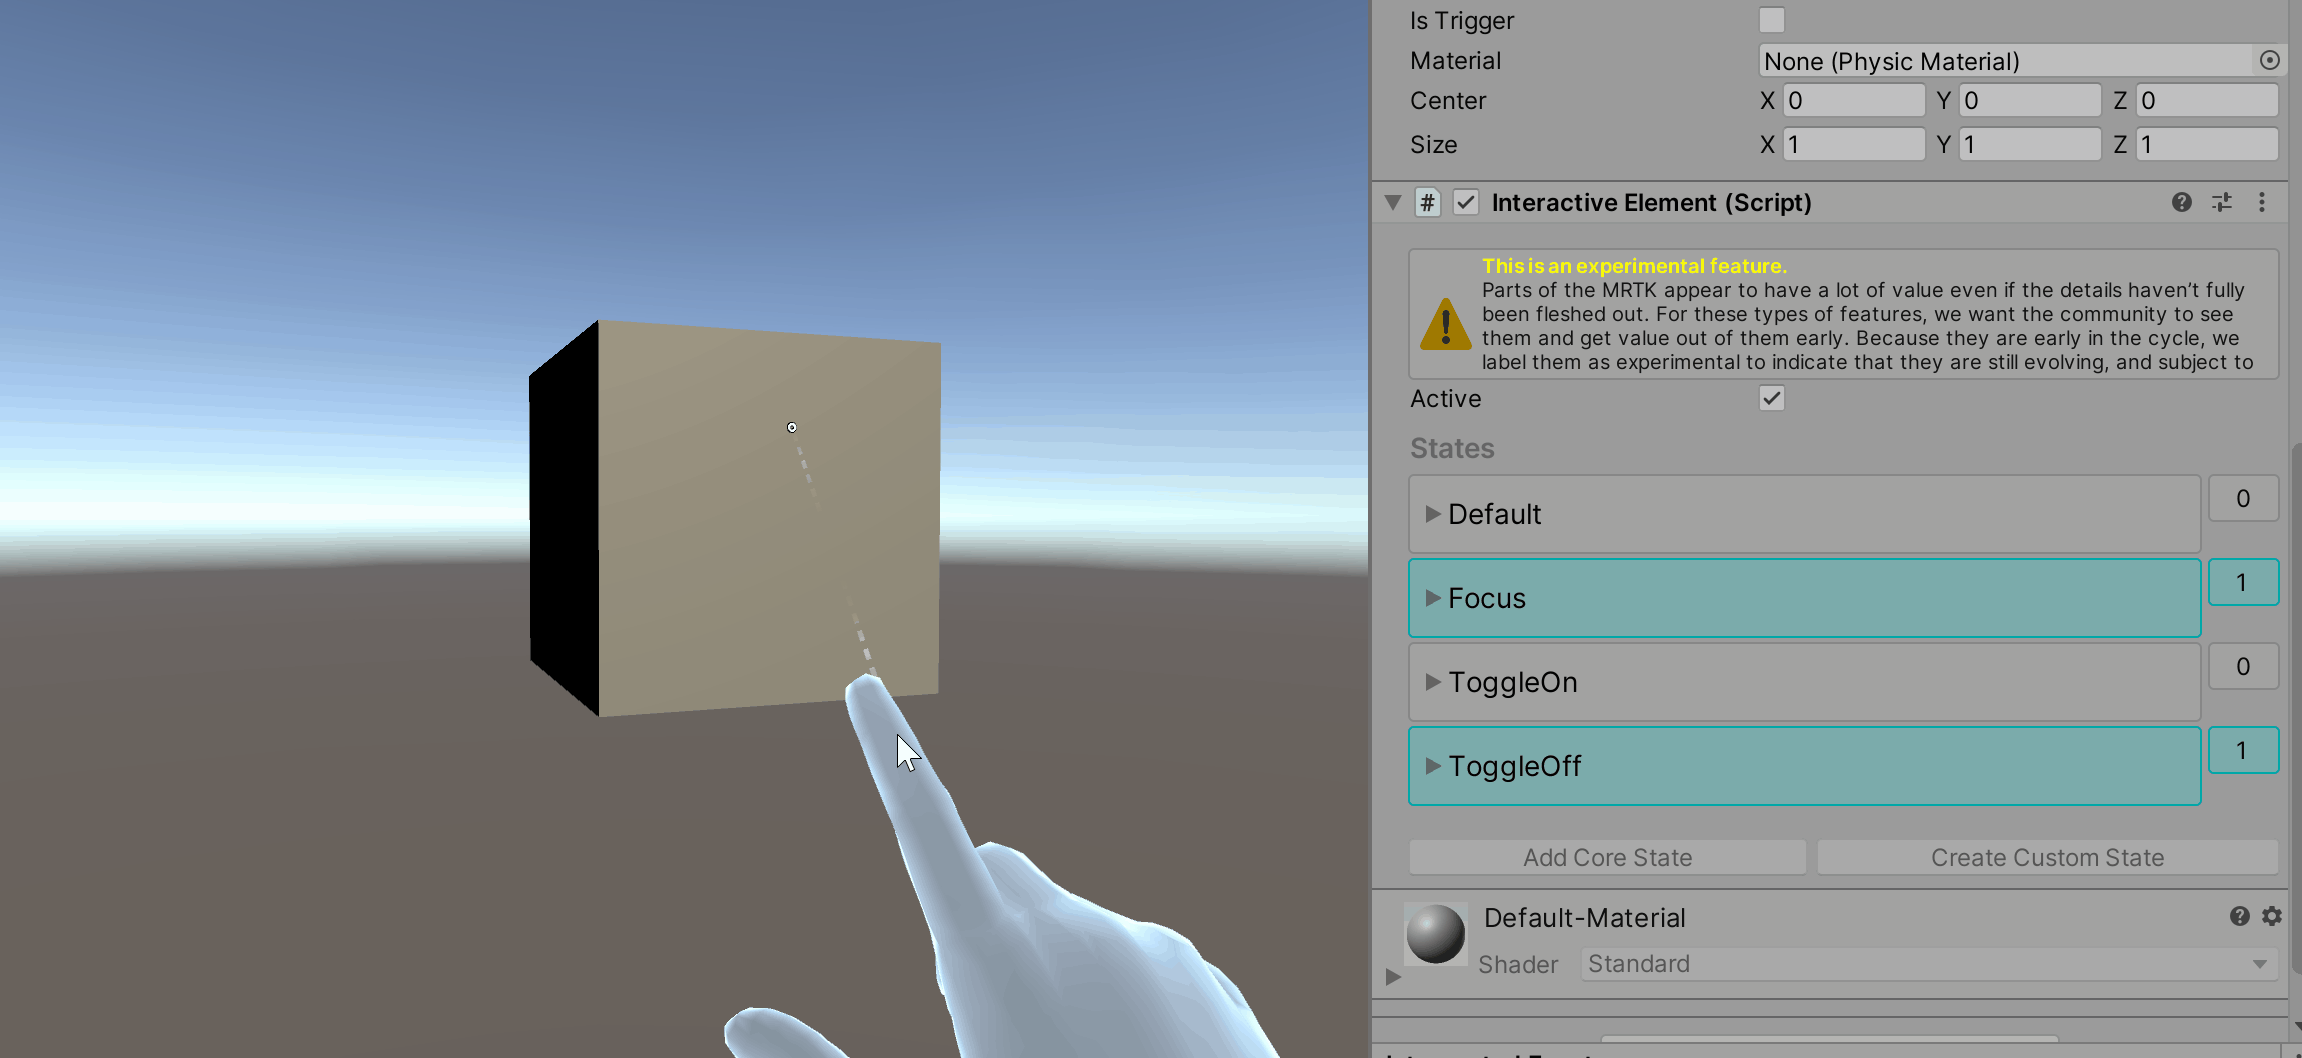 Is Trigger
Material None (Physic Material)
Center X 0 Y 0 Z 0
Size X 1 Y 1 Z 1
# Interactive Element (Script)
This is an experimental feature.
Parts of the MRTK appear to have a lot of value even if the details haven’t fully
been fleshed out. For these types of features, we want the community to see
them and get value out of them early. Because they are early in the cycle, we
label them as experimental to indicate that they are still evolving, and subject to
Active
States
Default 0
Focus 1
ToggleOn 0
ToggleOff 1
Add Core State Create Custom State
Default-Material
Shader Standard